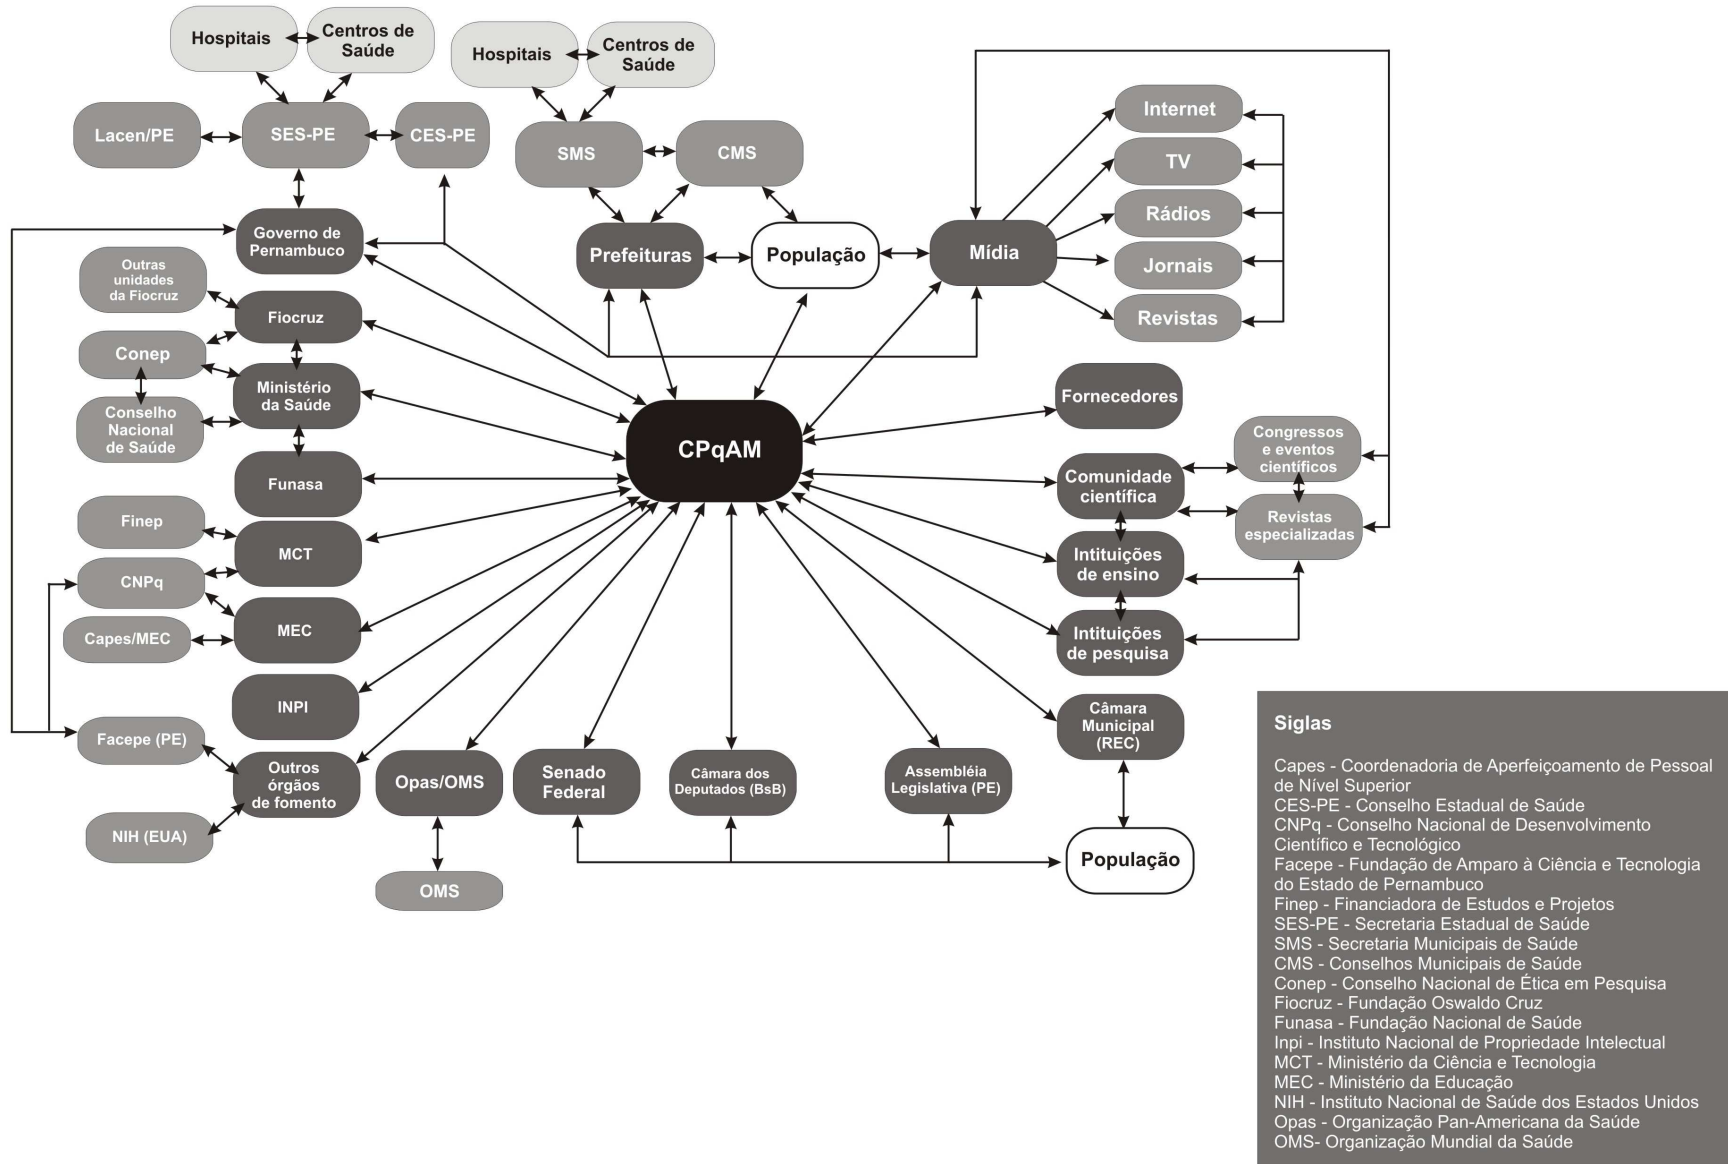 Hospitais
Centros de
Saúde
Hospitais
Centros de
Saúde
Lacen/PE
SES-PE
CES-PE
SMS
CMS
Internet
TV
Rádios
Jornais
Revistas
Governo de
Pernambuco
Prefeituras
População
Mídia
Outras
unidades
da Fiocruz
Fiocruz
Conep
Ministério
da Saúde
Conselho
Nacional
de Saúde
Funasa
CPqAM
Fornecedores
Congressos
e eventos
científicos
Comunidade
científica
Revistas
especializadas
Intituições
de ensino
Intituições
de pesquisa
Finep
MCT
CNPq
MEC
Capes/MEC
INPI
Facepe (PE)
Outros
órgãos
de fomento
NIH (EUA)
Opas/OMS
OMS
Senado
Federal
Câmara dos
Deputados (BsB)
Assembléia
Legislativa (PE)
Câmara
Municipal
(REC)
População
Siglas
Capes - Coordenadoria de Aperfeiçoamento de Pessoal
de Nível Superior
CES-PE - Conselho Estadual de Saúde
CNPq - Conselho Nacional de Desenvolvimento
Científico e Tecnológico
Facepe - Fundação de Amparo à Ciência e Tecnologia
do Estado de Pernambuco
Finep - Financiadora de Estudos e Projetos
SES-PE - Secretaria Estadual de Saúde
SMS - Secretaria Municipais de Saúde
CMS - Conselhos Municipais de Saúde
Conep - Conselho Nacional de Ética em Pesquisa
Fiocruz - Fundação Oswaldo Cruz
Funasa - Fundação Nacional de Saúde
Inpi - Instituto Nacional de Propriedade Intelectual
MCT - Ministério da Ciência e Tecnologia
MEC - Ministério da Educação
NIH - Instituto Nacional de Saúde dos Estados Unidos
Opas - Organização Pan-Americana da Saúde
OMS- Organização Mundial da Saúde